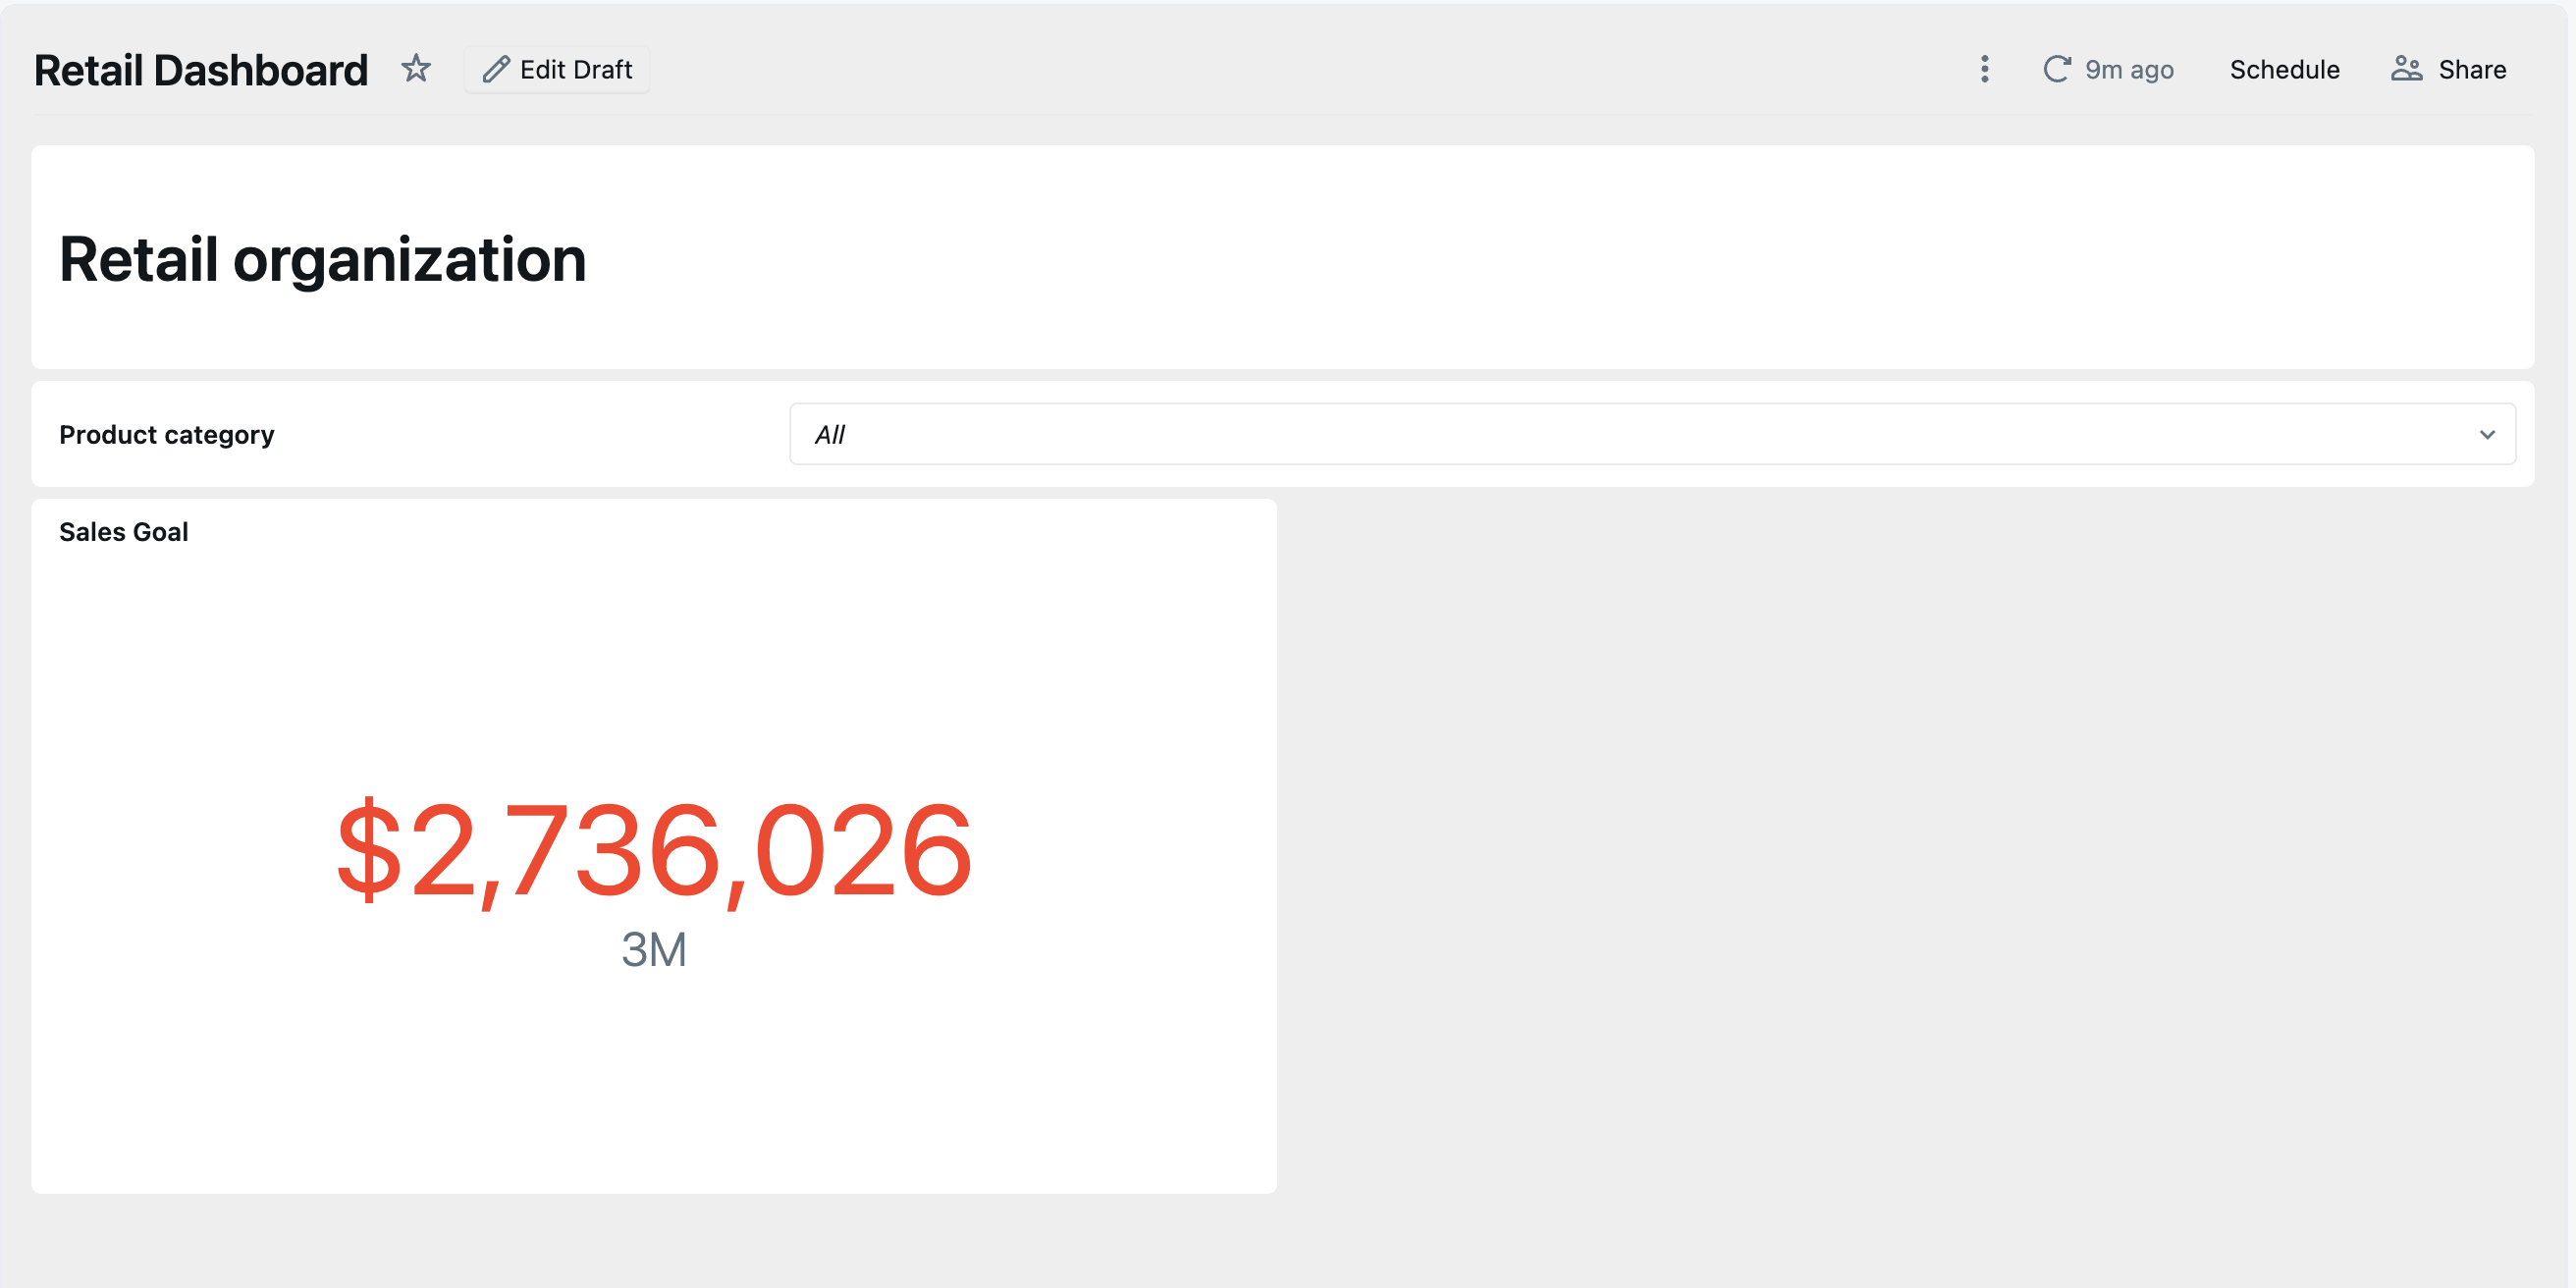 Retail Dashboard Edit Draft 9m ago Schedule Share
Retail organization
Product category All
Sales Goal
$2,736,026
3M